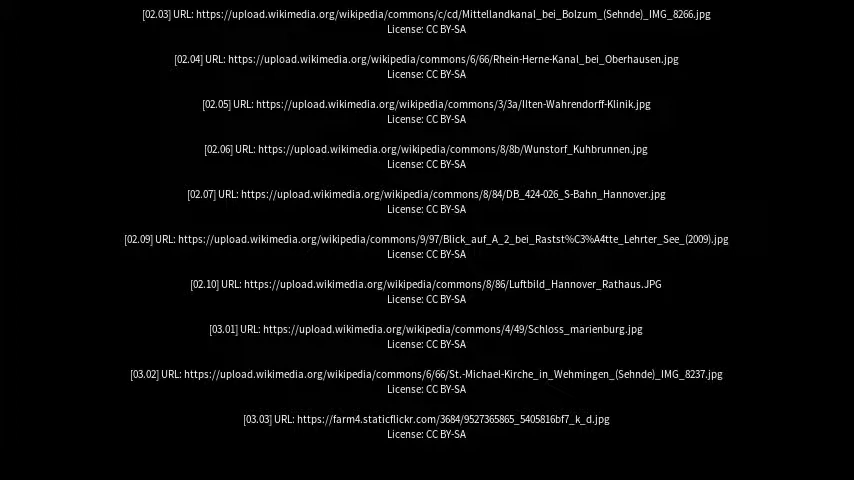 [02.03] URL: https://upload.wikimedia.org/wikipedia/commons/c/cd/Mittellandkanal_bei_Bolzum_(Sehnde)_IMG_8266.jpg
License: CC BY-SA
[02.04] URL: https://upload.wikimedia.org/wikipedia/commons/6/66/Rhein-Herne-Kanal_bei_Oberhausen.jpg
License: CC BY-SA
[02.05] URL: https://upload.wikimedia.org/wikipedia/commons/3/3a/Ilten-Wahrendorff-Klinik.jpg
License: CC BY-SA
[02.06] URL: https://upload.wikimedia.org/wikipedia/commons/8/8b/Wunstorf_Kuhbrunnen.jpg
License: CC BY-SA
[02.07] URL: https://upload.wikimedia.org/wikipedia/commons/8/84/DB_424-026_S-Bahn_Hannover.jpg
License: CC BY-SA
[02.09] URL: https://upload.wikimedia.org/wikipedia/commons/9/97/Blick_auf_A_2_bei_Rastst%C3%A4tte_Lehrter_See_(2009).jpg
License: CC BY-SA
[02.10] URL: https://upload.wikimedia.org/wikipedia/commons/8/86/Luftbild_Hannover_Rathaus.JPG
License: CC BY-SA
[03.01] URL: https://upload.wikimedia.org/wikipedia/commons/4/49/Schloss_marienburg.jpg
License: CC BY-SA
[03.02] URL: https://upload.wikimedia.org/wikipedia/commons/6/66/St.-Michael-Kirche_in_Wehmingen_(Sehnde)_IMG_8237.jpg
License: CC BY-SA
[03.03] URL: https://farm4.staticflickr.com/3684/9527365865_5405816bf7_k_d.jpg
License: CC BY-SA